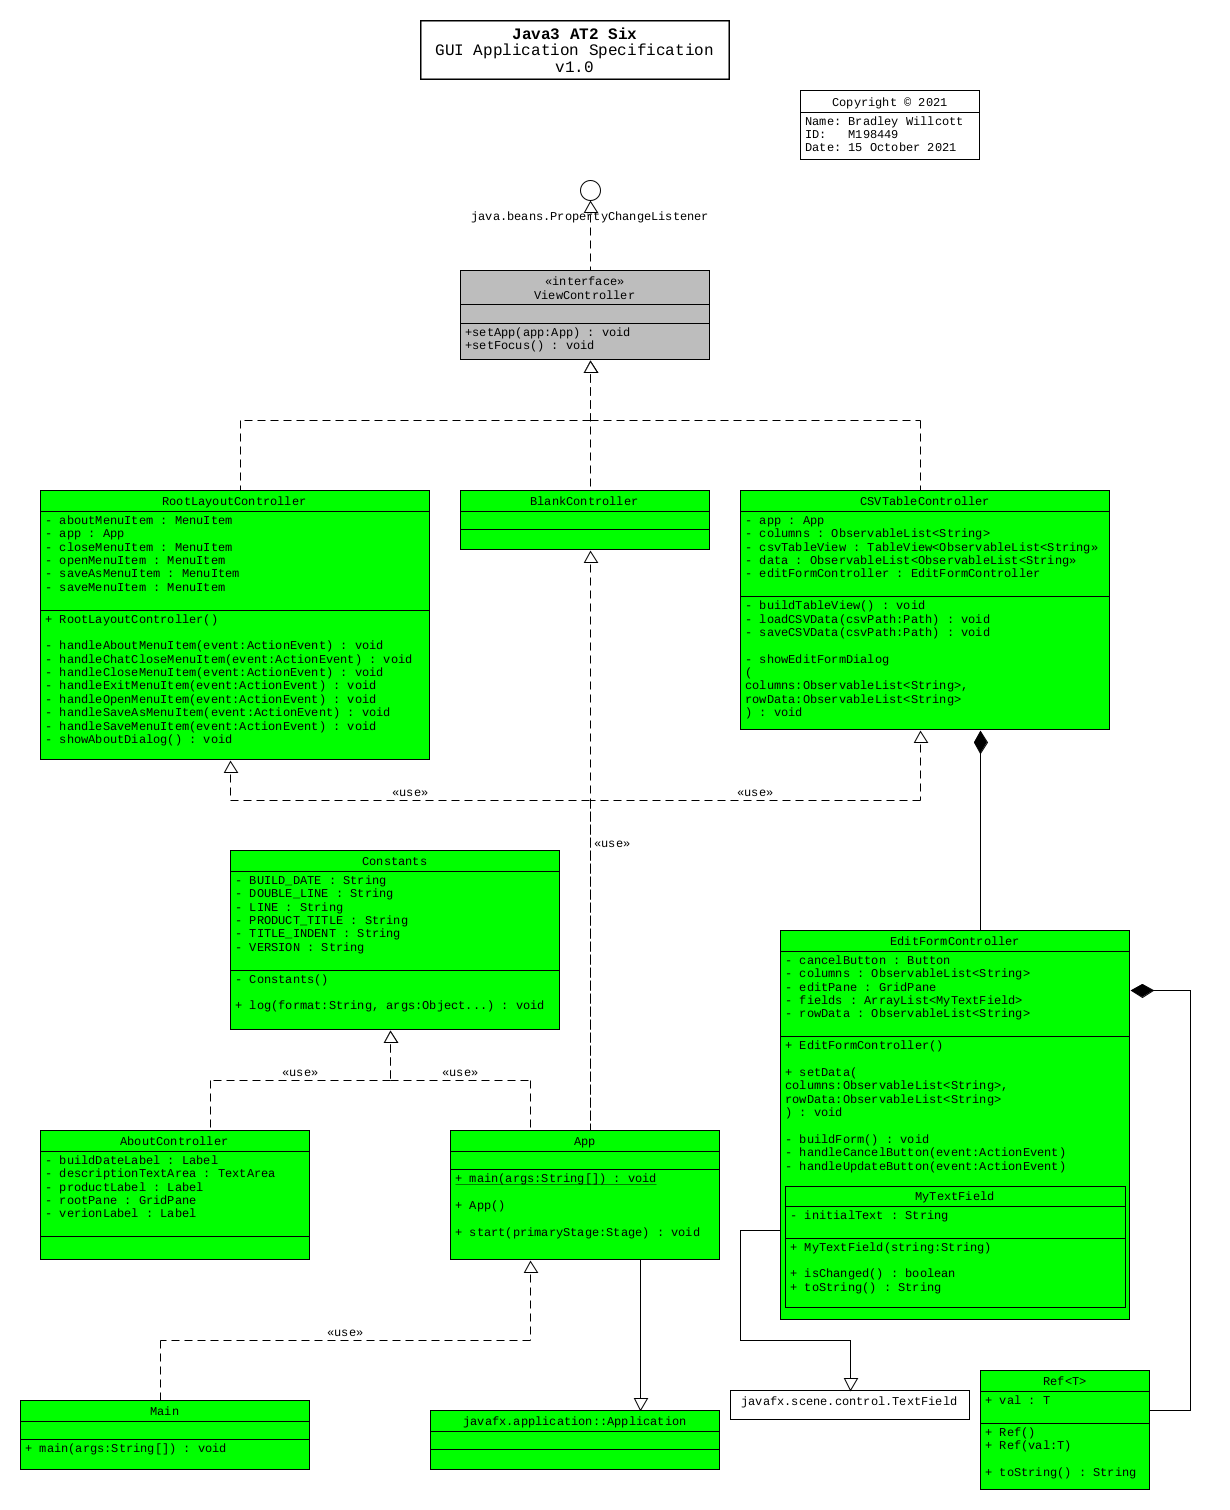 Java3 AT2 Six
GUI Application Specification
v1.0
Copyright © 2021
Name: Bradley Willcott
ID:   M198449
Date: 15 October 2021
java.beans.PropertyChangeListener
«interface»
ViewController
+setApp(app:App) : void
+setFocus() : void
RootLayoutController
- aboutMenuItem : MenuItem
- app : App
- closeMenuItem : MenuItem
- openMenuItem : MenuItem
- saveAsMenuItem : MenuItem
- saveMenuItem : MenuItem
+ RootLayoutController()
- handleAboutMenuItem(event:ActionEvent) : void
- handleChatCloseMenuItem(event:ActionEvent) : void
- handleCloseMenuItem(event:ActionEvent) : void
- handleExitMenuItem(event:ActionEvent) : void
- handleOpenMenuItem(event:ActionEvent) : void
- handleSaveAsMenuItem(event:ActionEvent) : void
- handleSaveMenuItem(event:ActionEvent) : void
- showAboutDialog() : void
BlankController
CSVTableController
- app : App
- columns : ObservableList<String>
- csvTableView : TableView<ObservableList<String»
- data : ObservableList<ObservableList<String»
- editFormController : EditFormController
- buildTableView() : void
- loadCSVData(csvPath:Path) : void
- saveCSVData(csvPath:Path) : void
- showEditFormDialog
(
columns:ObservableList<String>,
rowData:ObservableList<String>
) : void
«use»
«use»
«use»
Constants
- BUILD_DATE : String
- DOUBLE_LINE : String
- LINE : String
- PRODUCT_TITLE : String
- TITLE_INDENT : String
- VERSION : String
- Constants()
+ log(format:String, args:Object...) : void
«use»
«use»
EditFormController
- cancelButton : Button
- columns : ObservableList<String>
- editPane : GridPane
- fields : ArrayList<MyTextField>
- rowData : ObservableList<String>
+ EditFormController()
+ setData(
columns:ObservableList<String>,
rowData:ObservableList<String>
) : void
- buildForm() : void
- handleCancelButton(event:ActionEvent)
- handleUpdateButton(event:ActionEvent)
MyTextField
- initialText : String
+ MyTextField(string:String)
+ isChanged() : boolean
+ toString() : String
AboutController
- buildDateLabel : Label
- descriptionTextArea : TextArea
- productLabel : Label
- rootPane : GridPane
- verionLabel : Label
App
+ main(args:String[]) : void
+ App()
+ start(primaryStage:Stage) : void
«use»
Main
+ main(args:String[]) : void
javafx.application::Application
javafx.scene.control.TextField
Ref<T>
+ val : T
+ Ref()
+ Ref(val:T)
+ toString() : String